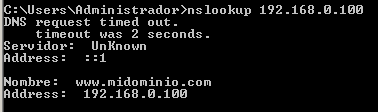 C:\Users\Administrador>nslookup 192.168.0.100
DNS request timed out.
    timeout was 2 seconds.
Servidor:  UnKnown
Address:  ::1

Nombre:  www.midominio.com
Address:  192.168.0.100